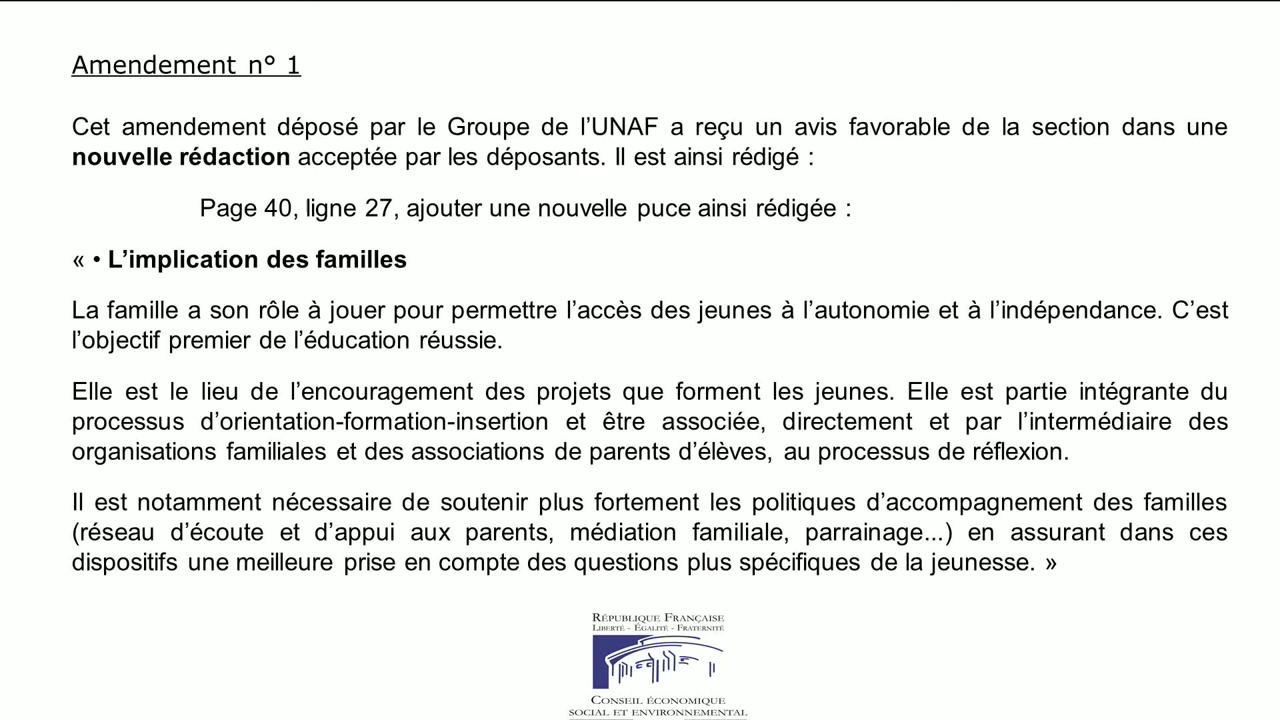 Amendement n° 1
Cet amendement déposé par le Groupe de l’UNAF a reçu un avis favorable de la section dans une
nouvelle rédaction acceptée par les déposants. Il est ainsi rédigé :
Page 40, ligne 27, ajouter une nouvelle puce ainsi rédigée :
« • L’implication des familles
La famille a son rôle à jouer pour permettre l’accès des jeunes à l’autonomie et à l’indépendance. C’est
l’objectif premier de l’éducation réussie.
Elle est le lieu de l’encouragement des projets que forment les jeunes. Elle est partie intégrante du
processus d’orientation-formation-insertion et être associée, directement et par l’intermédiaire des
organisations familiales et des associations de parents d’élèves, au processus de réflexion.
Il est notamment nécessaire de soutenir plus fortement les politiques d’accompagnement des familles
(réseau d’écoute et d’appui aux parents, médiation familiale, parrainage...) en assurant dans ces
dispositifs une meilleure prise en compte des questions plus spécifiques de la jeunesse. »
RÉPUBLIQUE FRANÇAISE
LIBERTÉ - ÉGALITÉ - FRATERNITÉ
CONSEIL ÉCONOMIQUE
SOCIAL ET ENVIRONNEMENTAL